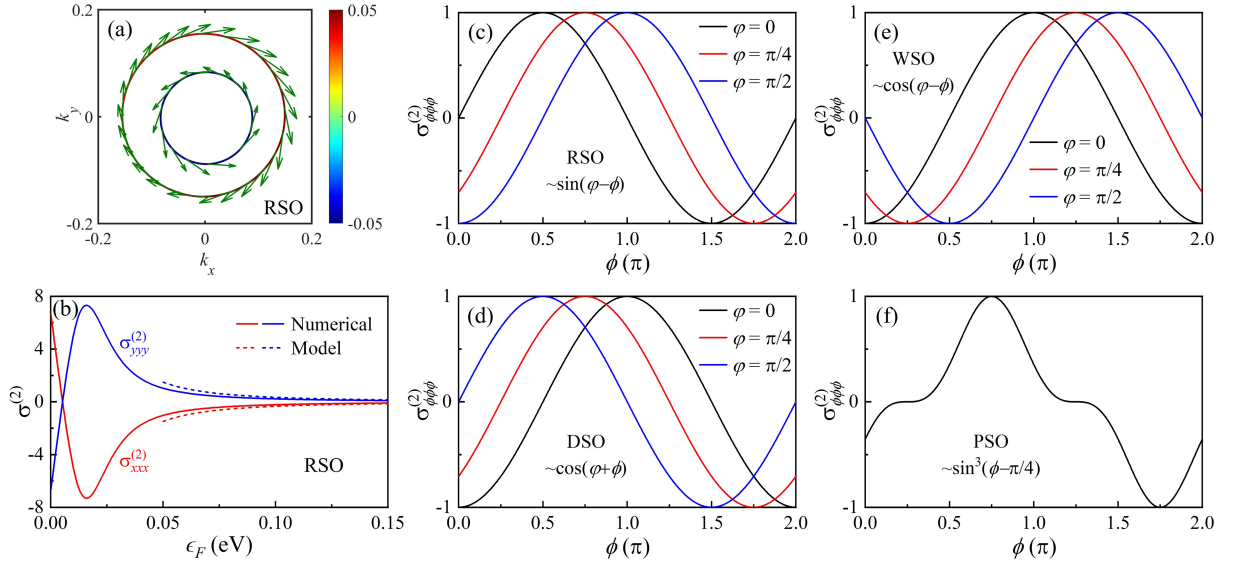 (a)
0.2
0
-0.2
k_y
-0.2
0
0.2
k_x
RSO
0.05
0
-0.05
(b)
8
4
0
-4
-8
σ^(2)
σ^(2)_yyy
σ^(2)_xxx
Numerical
Model
RSO
0.00
0.05
0.10
0.15
ϵ_F (eV)
(c)
1
0
-1
σ^(2)_ϕϕϕ
φ = 0
φ = π/4
φ = π/2
RSO
~sin(φ−ϕ)
0.0
0.5
1.0
1.5
2.0
ϕ (π)
(d)
1
0
-1
σ^(2)_ϕϕϕ
φ = 0
φ = π/4
φ = π/2
DSO
~cos(φ+ϕ)
0.0
0.5
1.0
1.5
2.0
ϕ (π)
(e)
1
0
-1
σ^(2)_ϕϕϕ
WSO
~cos(φ−ϕ)
φ = 0
φ = π/4
φ = π/2
0.0
0.5
1.0
1.5
2.0
ϕ (π)
(f)
1
0
-1
σ^(2)_ϕϕϕ
PSO
~sin³(ϕ−π/4)
0.0
0.5
1.0
1.5
2.0
ϕ (π)